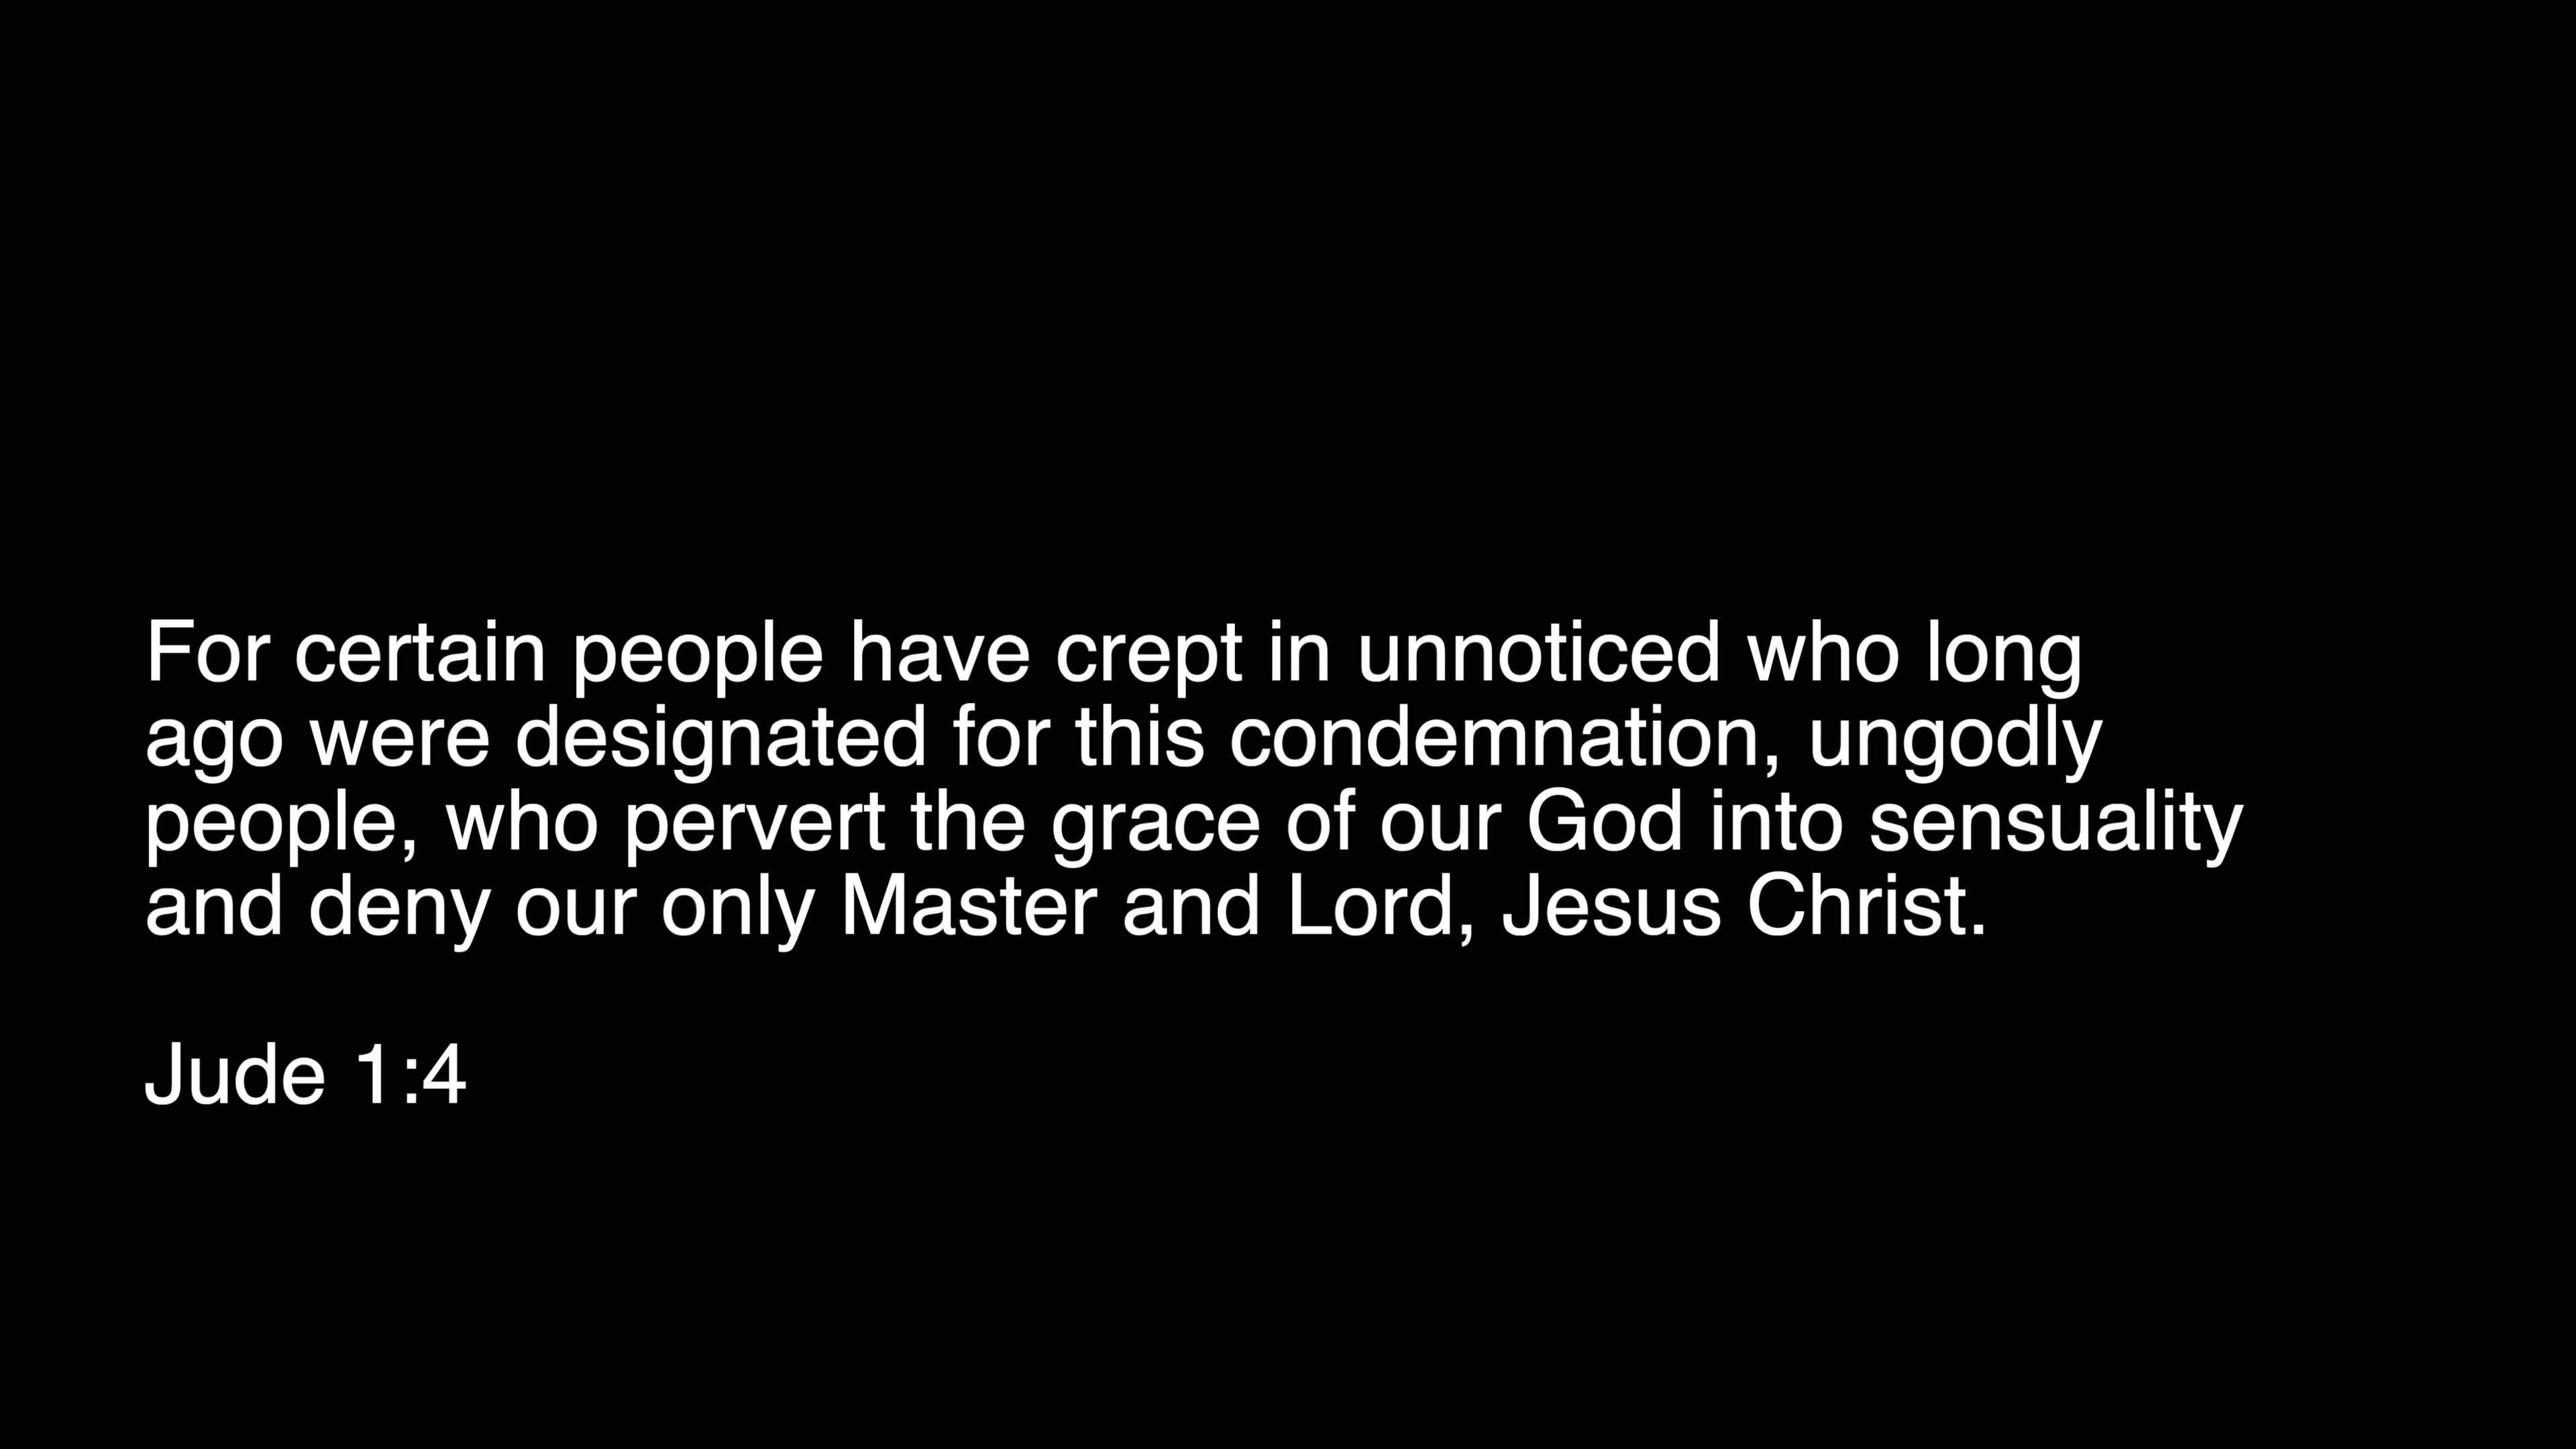 For certain people have crept in unnoticed who long
ago were designated for this condemnation, ungodly
people, who pervert the grace of our God into sensuality
and deny our only Master and Lord, Jesus Christ.
Jude 1:4